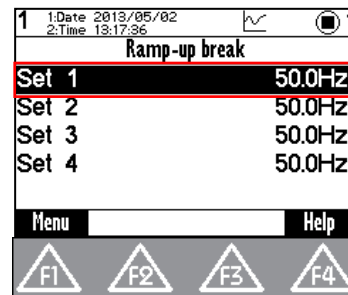 1 1:Date 2013/05/02
2:Time 13:17:36
Ramp-up break
Set 1 50.0Hz
Set 2 50.0Hz
Set 3 50.0Hz
Set 4 50.0Hz
Menu Help
F1 F2 F3 F4